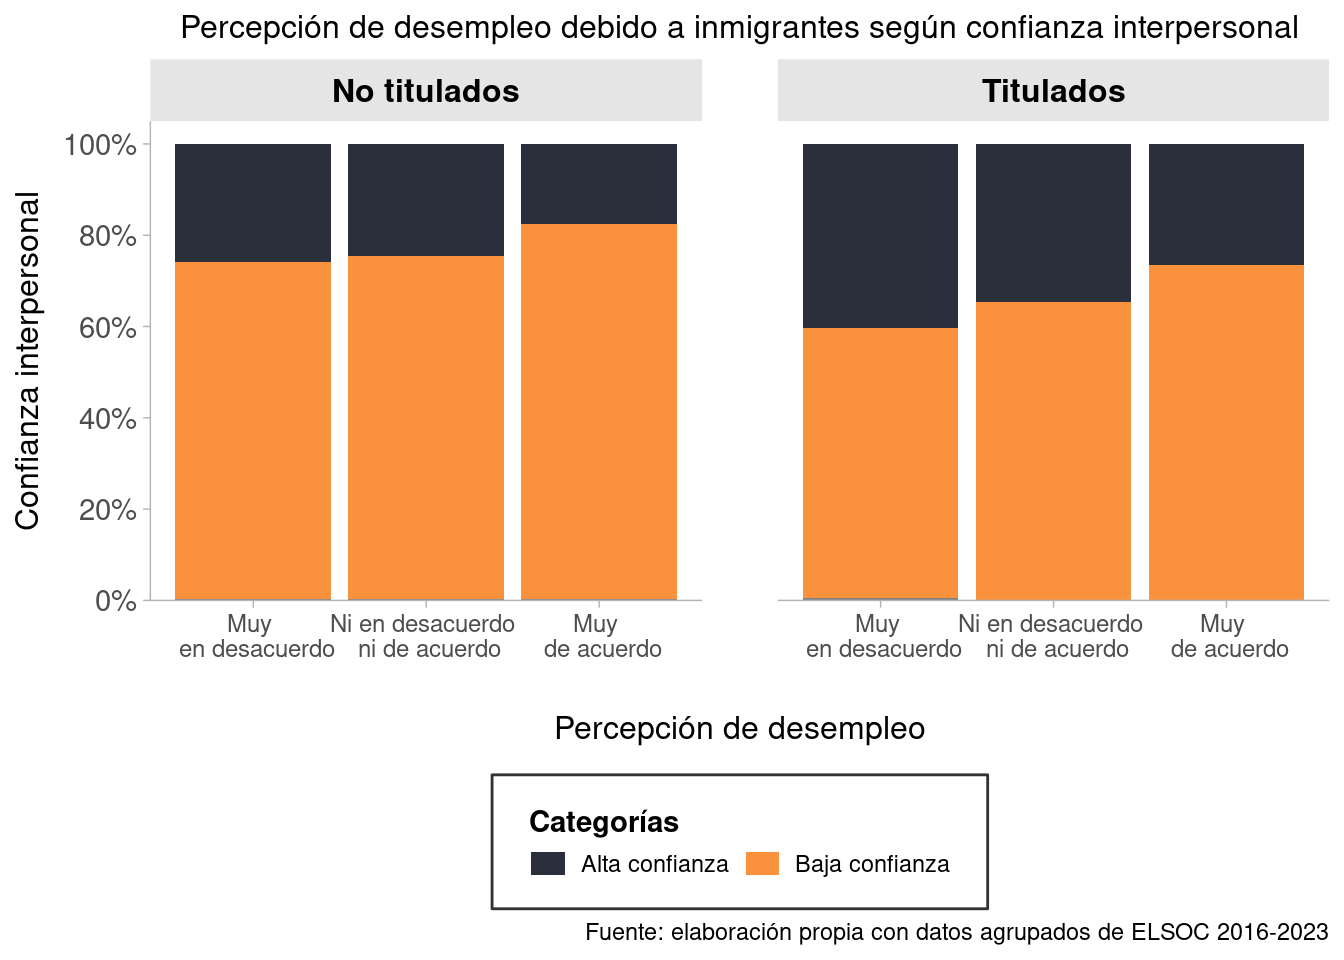 Percepción de desempleo debido a inmigrantes según confianza interpersonal
No titulados
Titulados
Confianza interpersonal
100%
80%
60%
40%
20%
0%
Muy
en desacuerdo
Ni en desacuerdo
ni de acuerdo
Muy
de acuerdo
Muy
en desacuerdo
Ni en desacuerdo
ni de acuerdo
Muy
de acuerdo
Percepción de desempleo
Categorías
Alta confianza
Baja confianza
Fuente: elaboración propia con datos agrupados de ELSOC 2016-2023